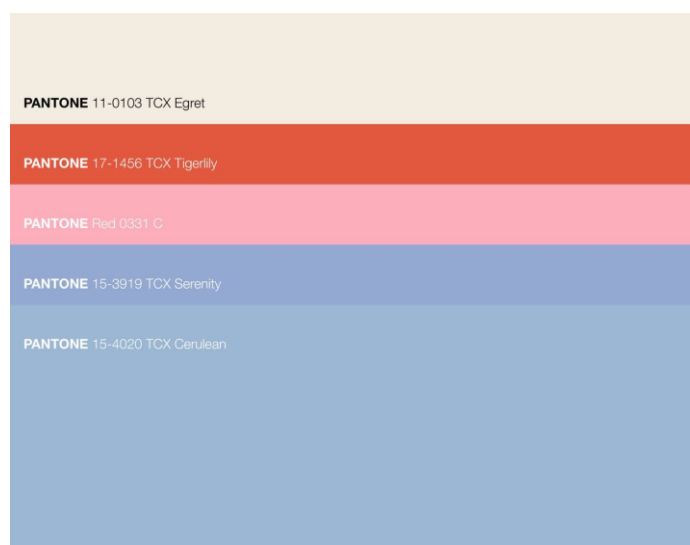 PANTONE 11-0103 TCX Egret
PANTONE 17-1456 TCX Tigerlily
PANTONE Red 0331 C
PANTONE 15-3919 TCX Serenity
PANTONE 15-4020 TCX Cerulean